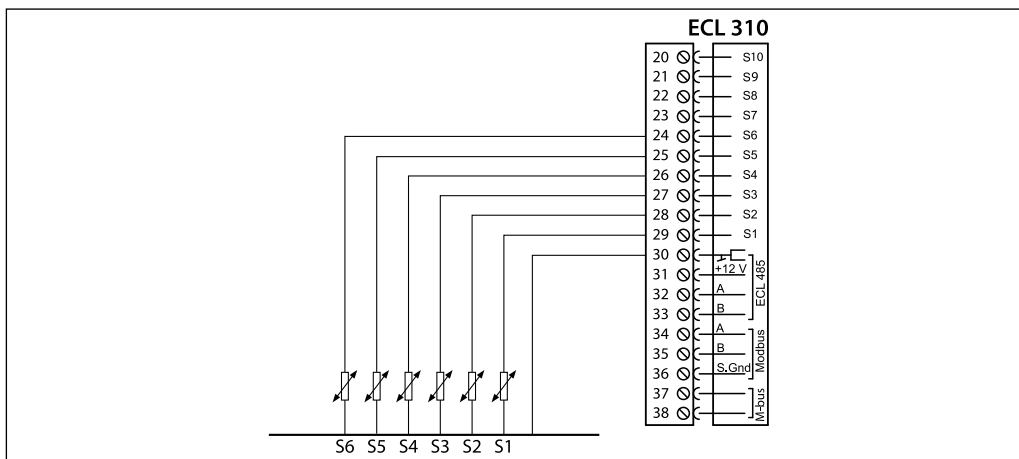 ECL 310
20 S10
21 S9
22 S8
23 S7
24 S6
25 S5
26 S4
27 S3
28 S2
29 S1
30
31 +12 V
32 A
33 B
ECL 485
34 A
35 B
36 S.Gnd
Modbus
37
38
M-bus
S6 S5 S4 S3 S2 S1